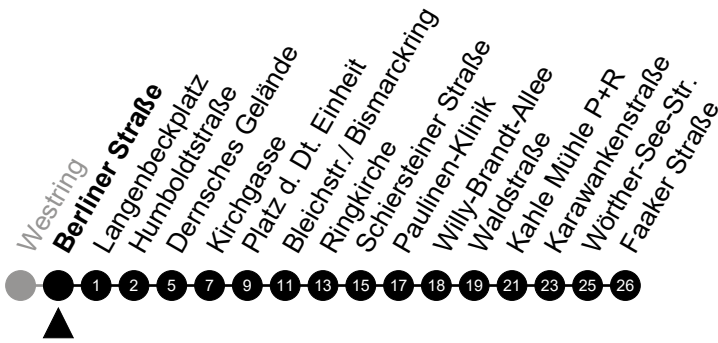 Westring
Berliner Straße
Langenbeckplatz
Humboldtstraße
Dernsches Gelände
Kirchgasse
Platz d. Dt. Einheit
Bleichstr./ Bismarckring
Ringkirche
Schiersteiner Straße
Paulinen-Klinik
Willy-Brandt-Allee
Waldstraße
Kahle Mühle P+R
Karawankenstraße
Wörther-See-Str.
Faaker Straße
1 2 5 7 9 11 13 15 17 18 19 21 23 25 26